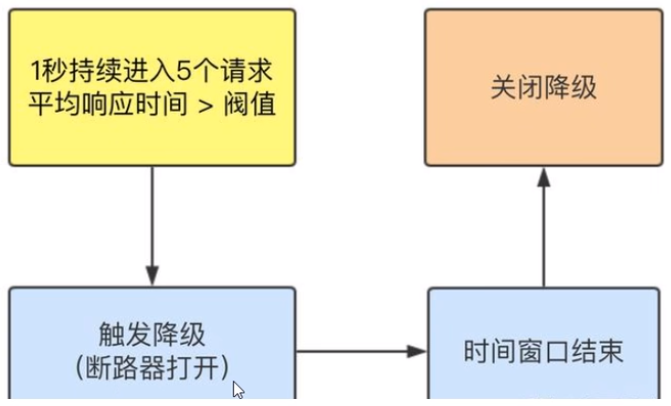 1秒持续进入5个请求
平均响应时间 > 阀值
关闭降级
触发降级
（断路器打开）
时间窗口结束